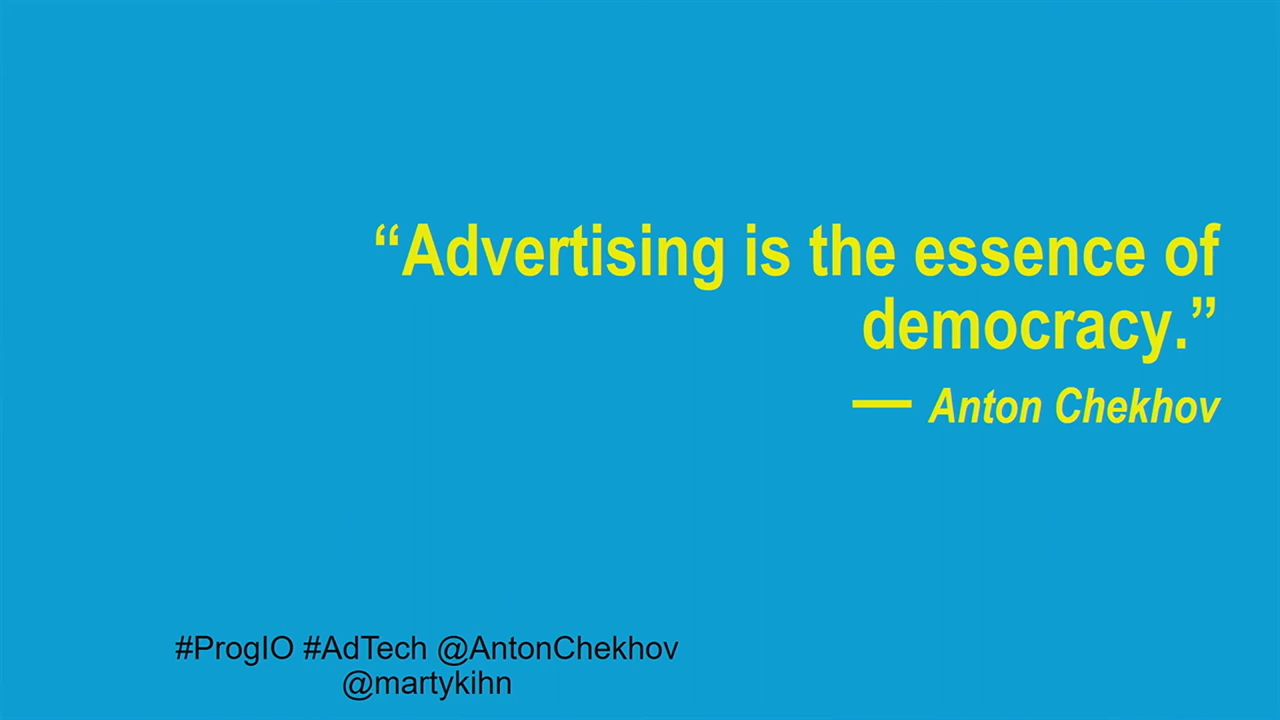 “Advertising is the essence of
democracy.”
— Anton Chekhov
#ProgIO #AdTech @AntonChekhov
@martykihn